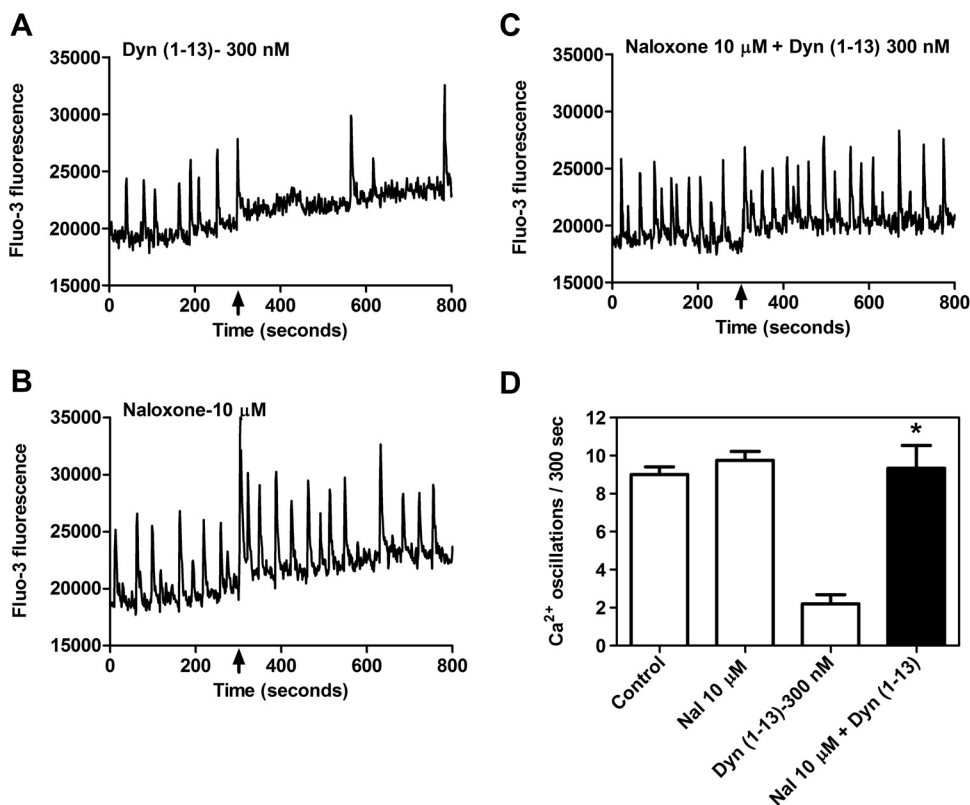 A
Dyn (1-13)- 300 nM
35000
30000
25000
20000
15000
Fluo-3 fluorescence
0
200
400
600
800
Time (seconds)
B
Naloxone-10 µM
35000
30000
25000
20000
15000
Fluo-3 fluorescence
0
200
400
600
800
Time (seconds)
C
Naloxone 10 µM + Dyn (1-13) 300 nM
35000
30000
25000
20000
15000
Fluo-3 fluorescence
0
200
400
600
800
Time (seconds)
D
12
10
8
6
4
2
0
Ca²⁺ oscillations / 300 sec
*
Control
Nal 10 µM
Dyn (1-13)-300 nM
Nal 10 µM + Dyn (1-13)